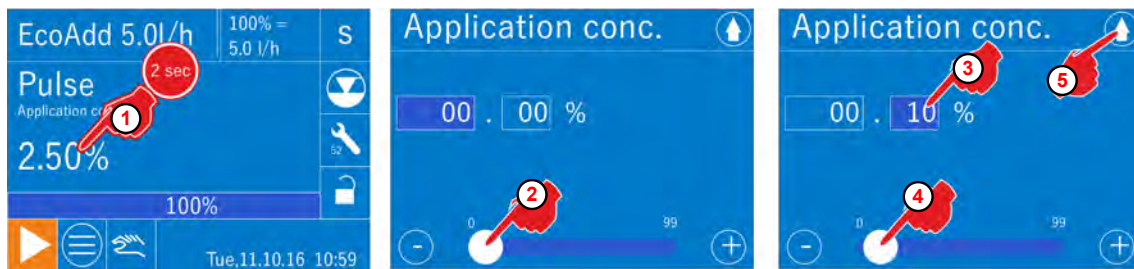 EcoAdd 5.0l/h
100% =
5.0 l/h
S
2 sec
Pulse
Application
1
2.50%
52
100%
Tue,11.10.16 10:59
Application conc.
00 . 00 %
2
0
99
-
+
Application conc.
3
5
00 . 10 %
4
0
99
-
+